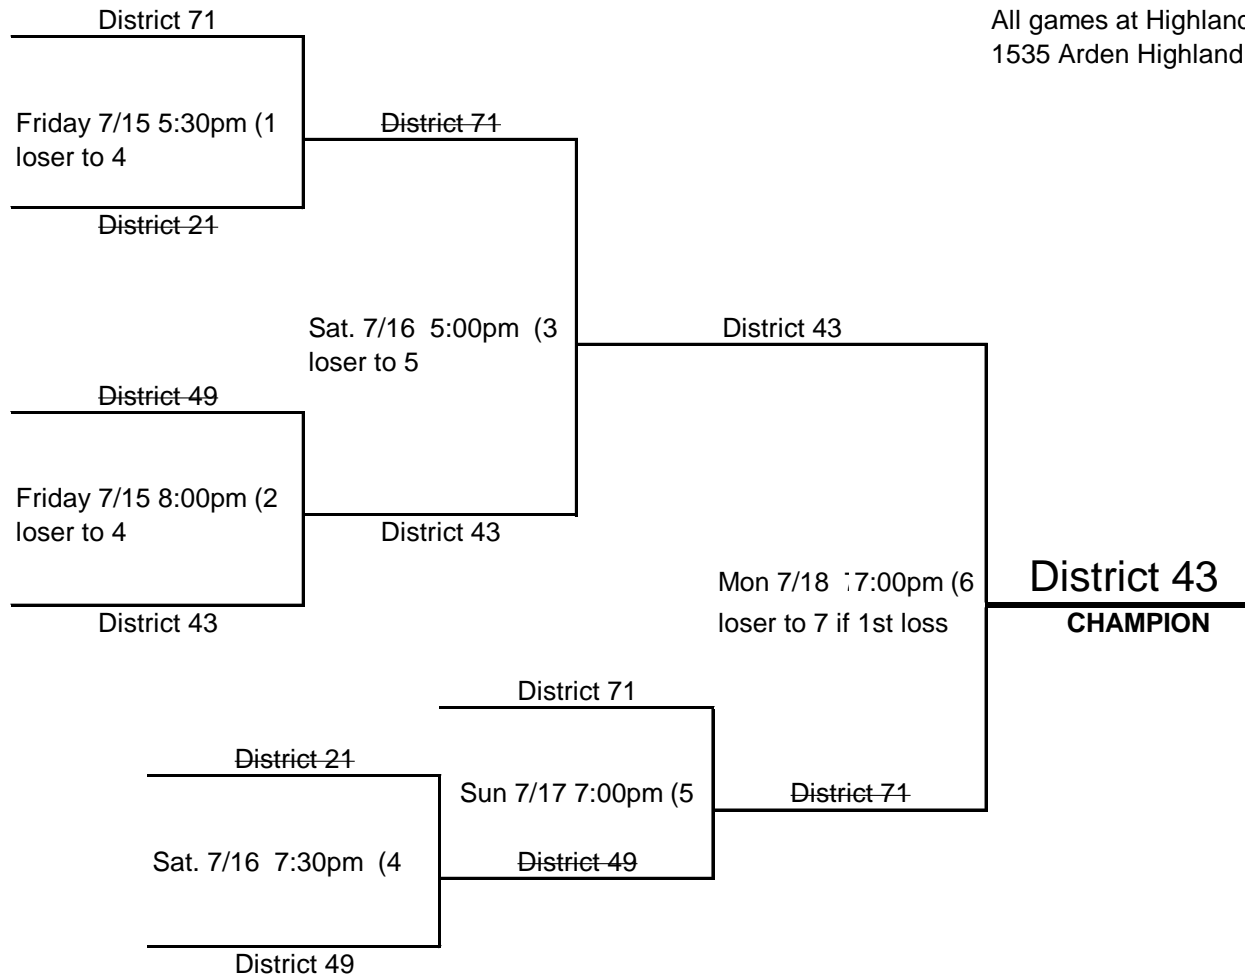 District 71
All games at Highland
1535 Arden Highland
Friday 7/15 5:30pm (1
loser to 4
District 71
District 21
Sat. 7/16 5:00pm (3
loser to 5
District 43
District 49
Friday 7/15 8:00pm (2
loser to 4
District 43
Mon 7/18 7:00pm (6
loser to 7 if 1st loss
District 43
CHAMPION
District 43
District 71
District 21
Sun 7/17 7:00pm (5
District 71
Sat. 7/16 7:30pm (4
District 49
District 49